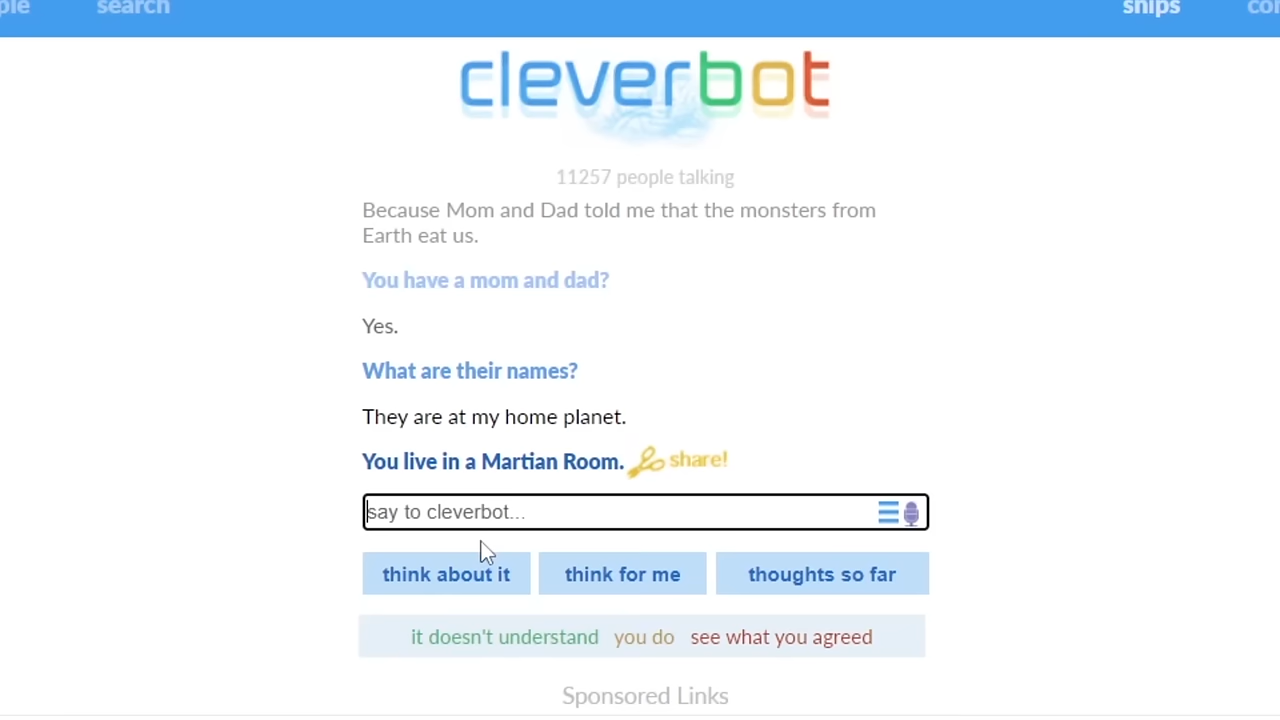 search
ships
cleverbot
11257 people talking
Because Mom and Dad told me that the monsters from
Earth eat us.
You have a mom and dad?
Yes.
What are their names?
They are at my home planet.
You live in a Martian Room. share!
say to cleverbot...
think about it think for me thoughts so far
it doesn't understand you do see what you agreed
Sponsored Links